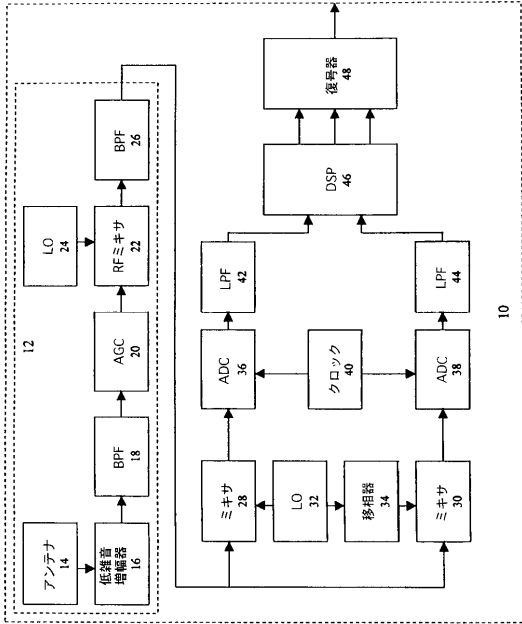 12
アンテナ
14
低雑音
増幅器
16
BPF
18
AGC
20
LO
24
RFミキサ
22
BPF
26
ミキサ
28
LO
32
移相器
34
ミキサ
30
ADC
36
クロック
40
ADC
38
LPF
42
LPF
44
DSP
46
復号器
48
10